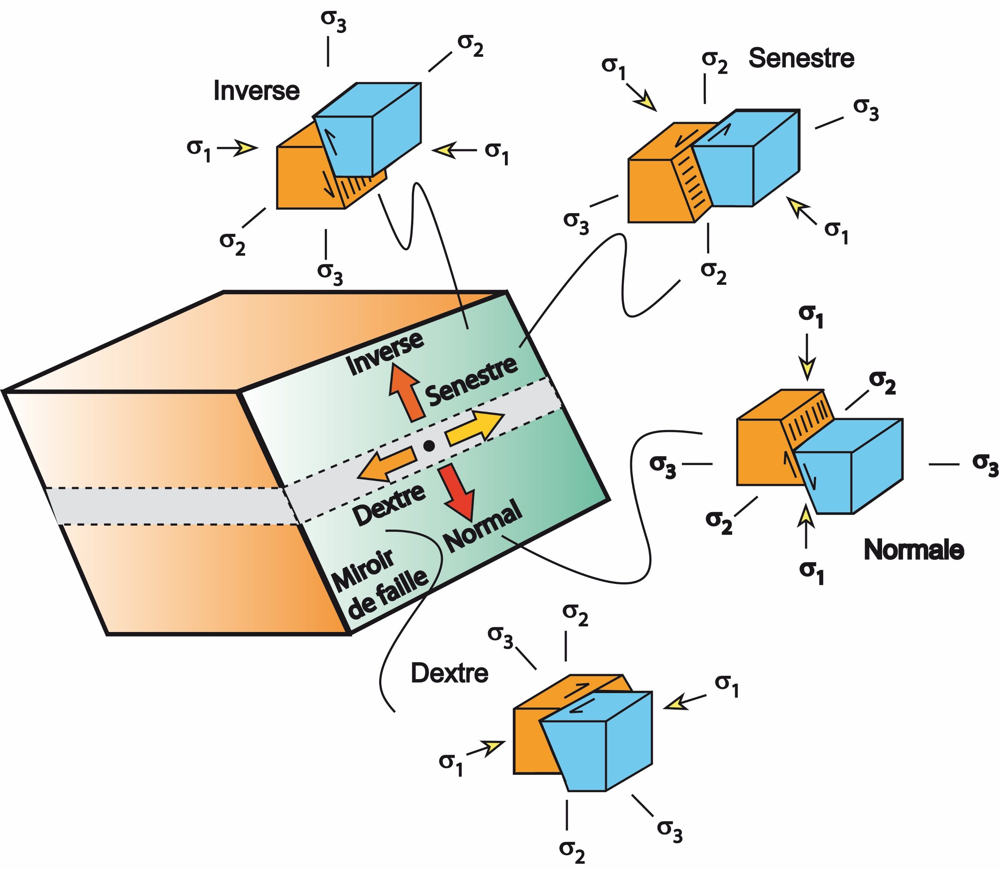 σ3
σ2
Inverse
σ1
σ1
σ2
σ3
σ1
σ2
Senestre
σ3
σ3
σ1
σ2
Inverse
Senestre
Dextre
Normal
Miroir
de faille
σ1
σ2
σ3
σ3
σ2
σ1
Normale
σ2
σ3
Dextre
σ1
σ1
σ3
σ2